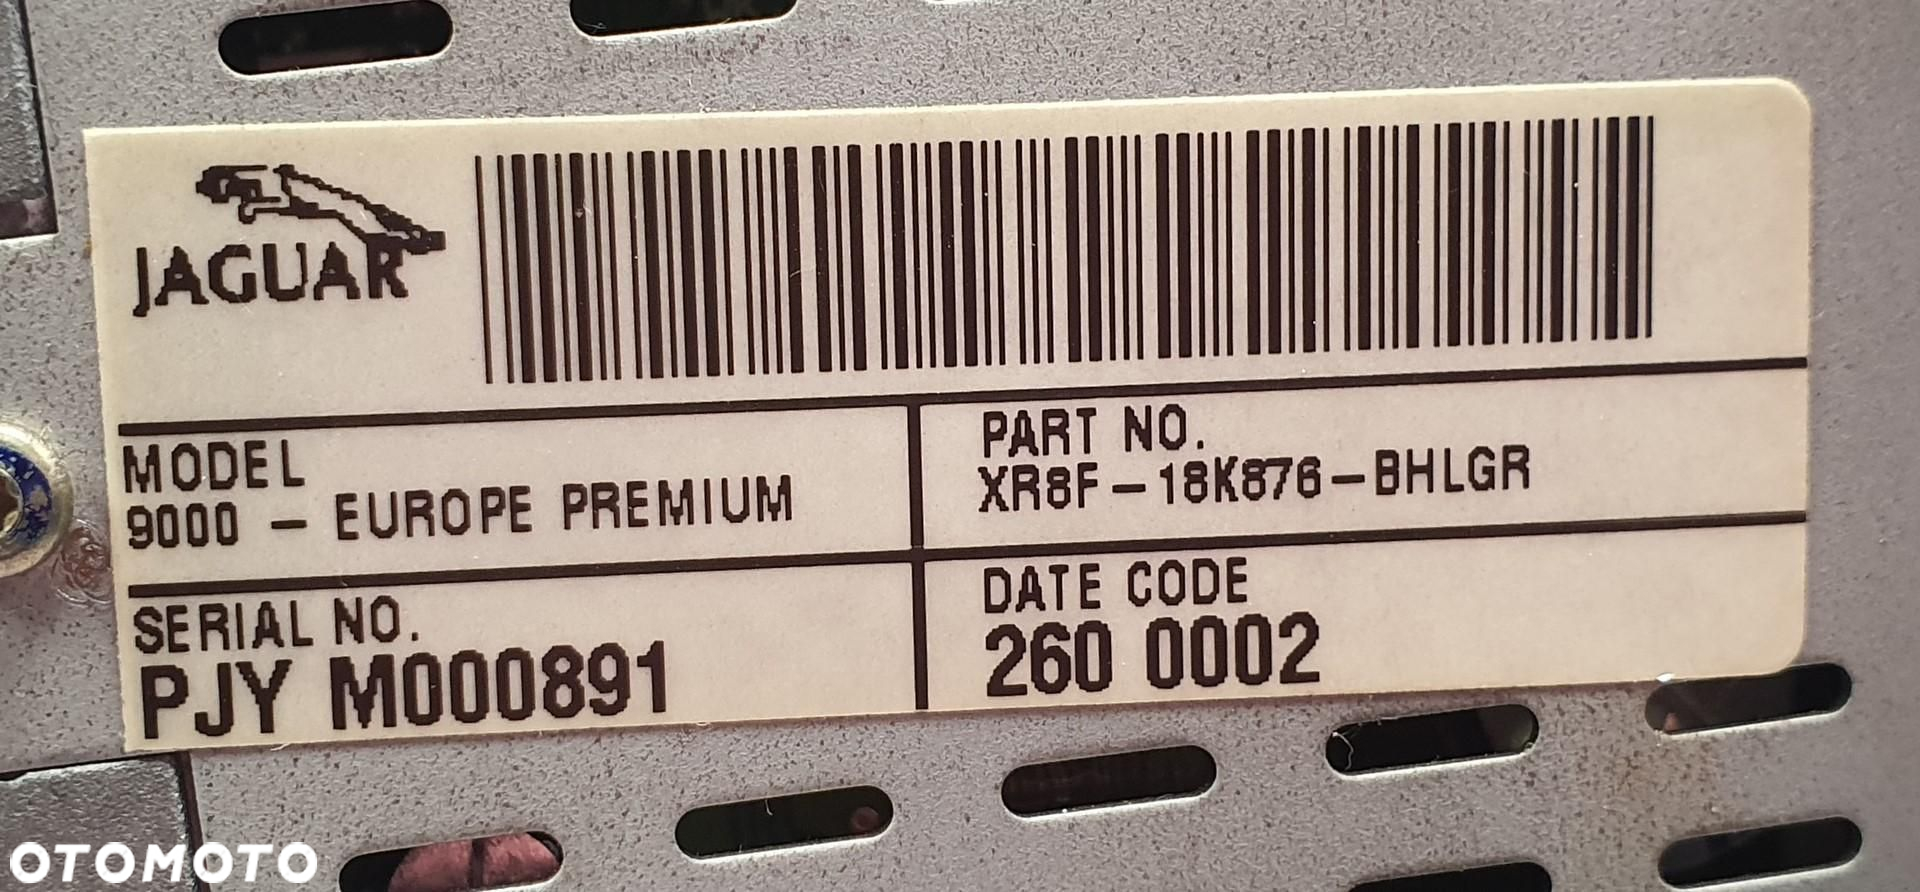 JAGUAR
MODEL
9000 - EUROPE PREMIUM
PART NO.
XR8F-18K876-BHLGR
SERIAL NO.
PJY M000891
DATE CODE
260 0002
OTOMOTO